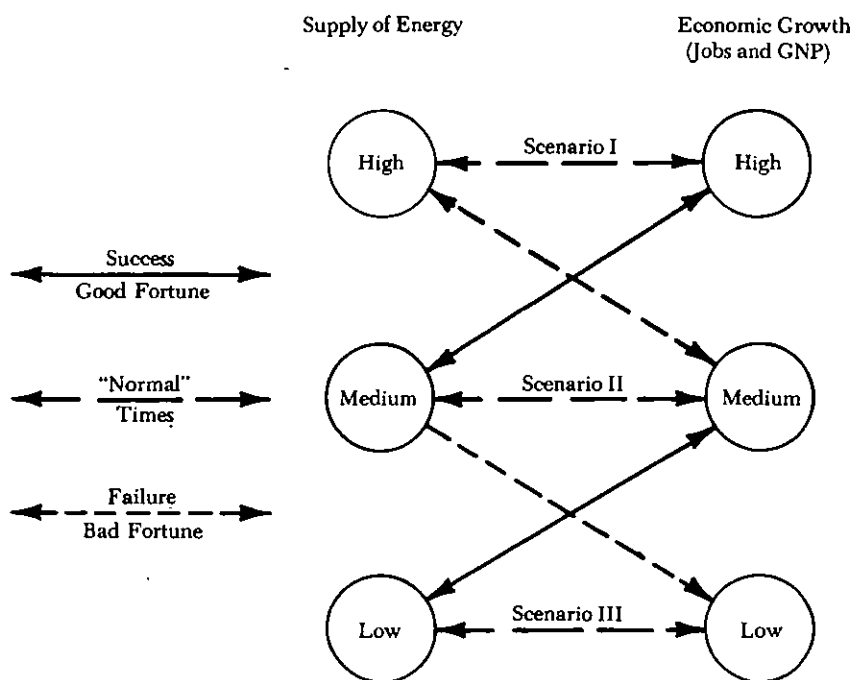 Supply of Energy
Economic Growth
(Jobs and GNP)
High
Scenario I
High
Success
Good Fortune
"Normal"
Times
Medium
Scenario II
Medium
Failure
Bad Fortune
Low
Scenario III
Low